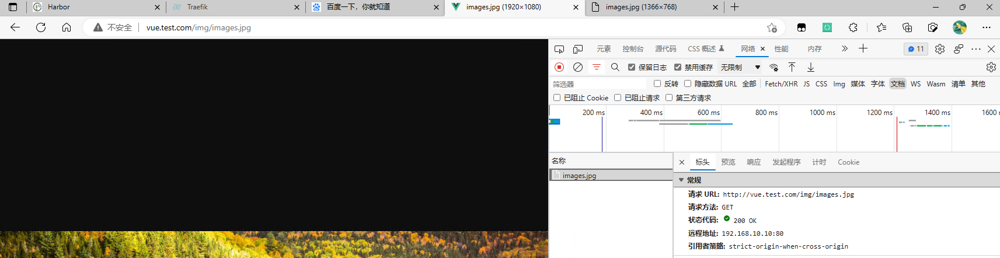 Harbor
Traefik
百度一下，你就知道
images.jpg (1920×1080)
images.jpg (1366×768)
不安全 vue.test.com/img/images.jpg
元素 控制台 源代码 CSS 概述 网络 性能 内存 11
保留日志 禁用缓存 无限制
筛选器 反转 隐藏数据 URL 全部 Fetch/XHR JS CSS Img 媒体 字体 文档 WS Wasm 清单 其他
已阻止 Cookie 已阻止请求 第三方请求
200 ms 400 ms 600 ms 800 ms 1000 ms 1200 ms 1400 ms 1600 m
名称 标头 预览 响应 发起程序 计时 Cookie
images.jpg
常规
请求 URL: http://vue.test.com/img/images.jpg
请求方法: GET
状态代码: 200 OK
远程地址: 192.168.10.10:80
引用者策略: strict-origin-when-cross-origin